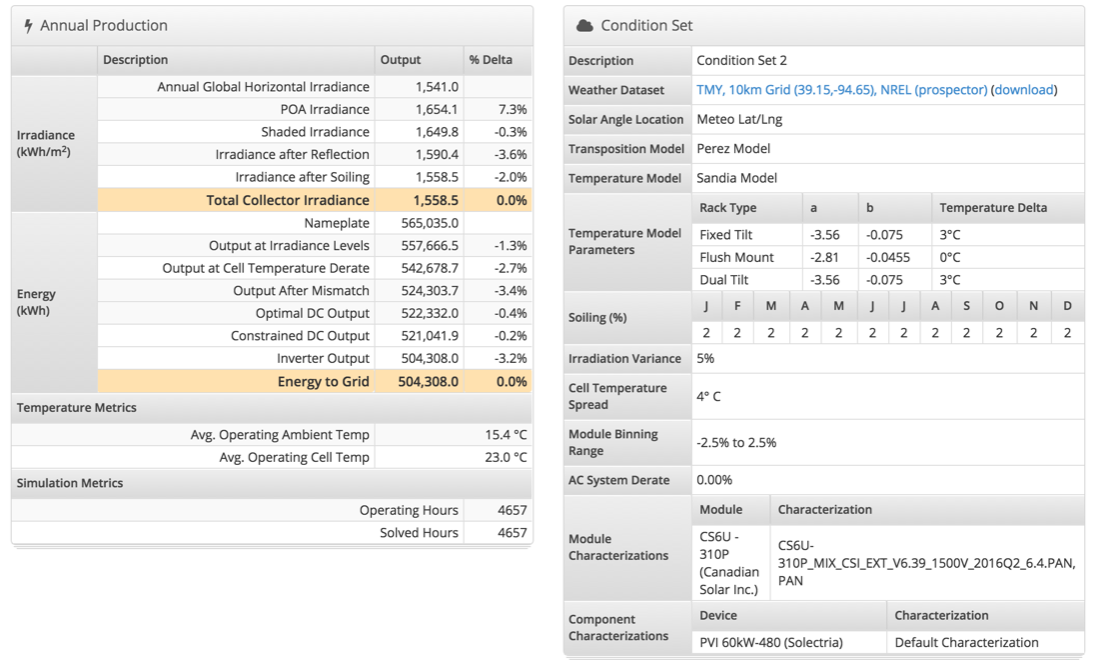 Annual Production
Description Output % Delta
Irradiance
(kWh/m²)
Annual Global Horizontal Irradiance 1,541.0
POA Irradiance 1,654.1 7.3%
Shaded Irradiance 1,649.8 -0.3%
Irradiance after Reflection 1,590.4 -3.6%
Irradiance after Soiling 1,558.5 -2.0%
Total Collector Irradiance 1,558.5 0.0%
Energy
(kWh)
Nameplate 565,035.0
Output at Irradiance Levels 557,666.5 -1.3%
Output at Cell Temperature Derate 542,678.7 -2.7%
Output After Mismatch 524,303.7 -3.4%
Optimal DC Output 522,332.0 -0.4%
Constrained DC Output 521,041.9 -0.2%
Inverter Output 504,308.0 -3.2%
Energy to Grid 504,308.0 0.0%
Temperature Metrics
Avg. Operating Ambient Temp 15.4 °C
Avg. Operating Cell Temp 23.0 °C
Simulation Metrics
Operating Hours 4657
Solved Hours 4657
Condition Set
Description Condition Set 2
Weather Dataset TMY, 10km Grid (39.15,-94.65), NREL (prospector) (download)
Solar Angle Location Meteo Lat/Lng
Transposition Model Perez Model
Temperature Model Sandia Model
Temperature Model
Parameters
Rack Type a b Temperature Delta
Fixed Tilt -3.56 -0.075 3°C
Flush Mount -2.81 -0.0455 0°C
Dual Tilt -3.56 -0.075 3°C
Soiling (%)
J F M A M J J A S O N D
2 2 2 2 2 2 2 2 2 2 2 2
Irradiation Variance 5%
Cell Temperature
Spread
4° C
Module Binning
Range
-2.5% to 2.5%
AC System Derate 0.00%
Module
Characterizations
Module Characterization
CS6U -
310P
(Canadian
Solar Inc.)
CS6U-
310P_MIX_CSI_EXT_V6.39_1500V_2016Q2_6.4.PAN,
PAN
Component
Characterizations
Device Characterization
PVI 60kW-480 (Solectria) Default Characterization